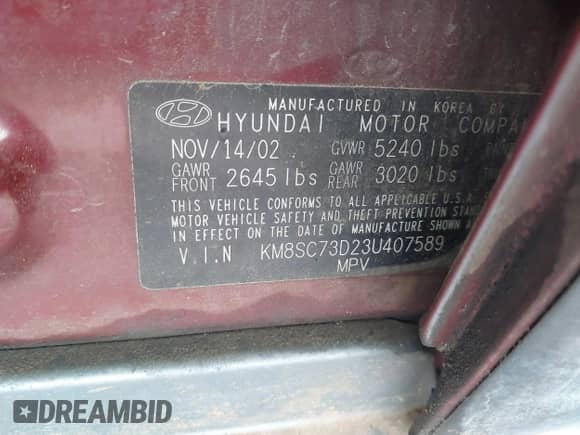 MANUFACTURED IN KOREA BY
HYUNDAI MOTOR
NOV/14/02 GVWR 5240 lbs
GAWR FRONT 2645 lbs GAWR REAR 3020 lbs
THIS VEHICLE CONFORMS TO ALL APPLICABLE U.S.A.
MOTOR VEHICLE SAFETY AND THEFT PREVENTION
IN EFFECT ON THE DATE OF MANUFACTURE SHOWN
V.I.N KM8SC73D23U407589
MPV
DREAMBID